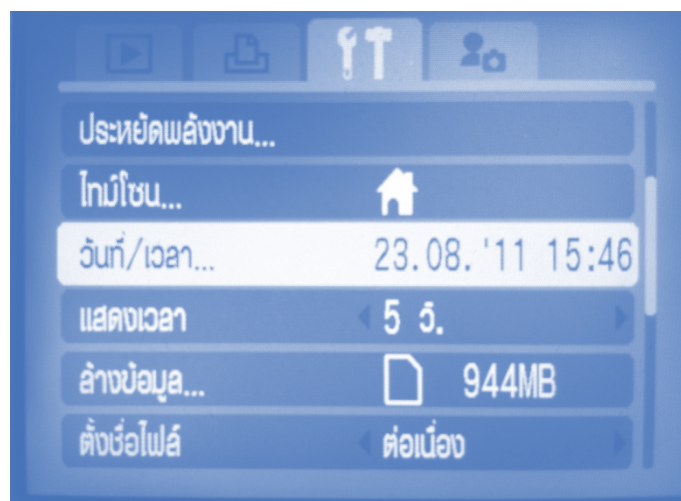 ประหยัดพลังงาน...
ไทม์โซน...
วันที่/เวลา... 23.08.'11 15:46
แสดงเวลา 5 วิ.
ล้างข้อมูล... 944MB
ตั้งชื่อไฟล์ ต่อเนื่อง